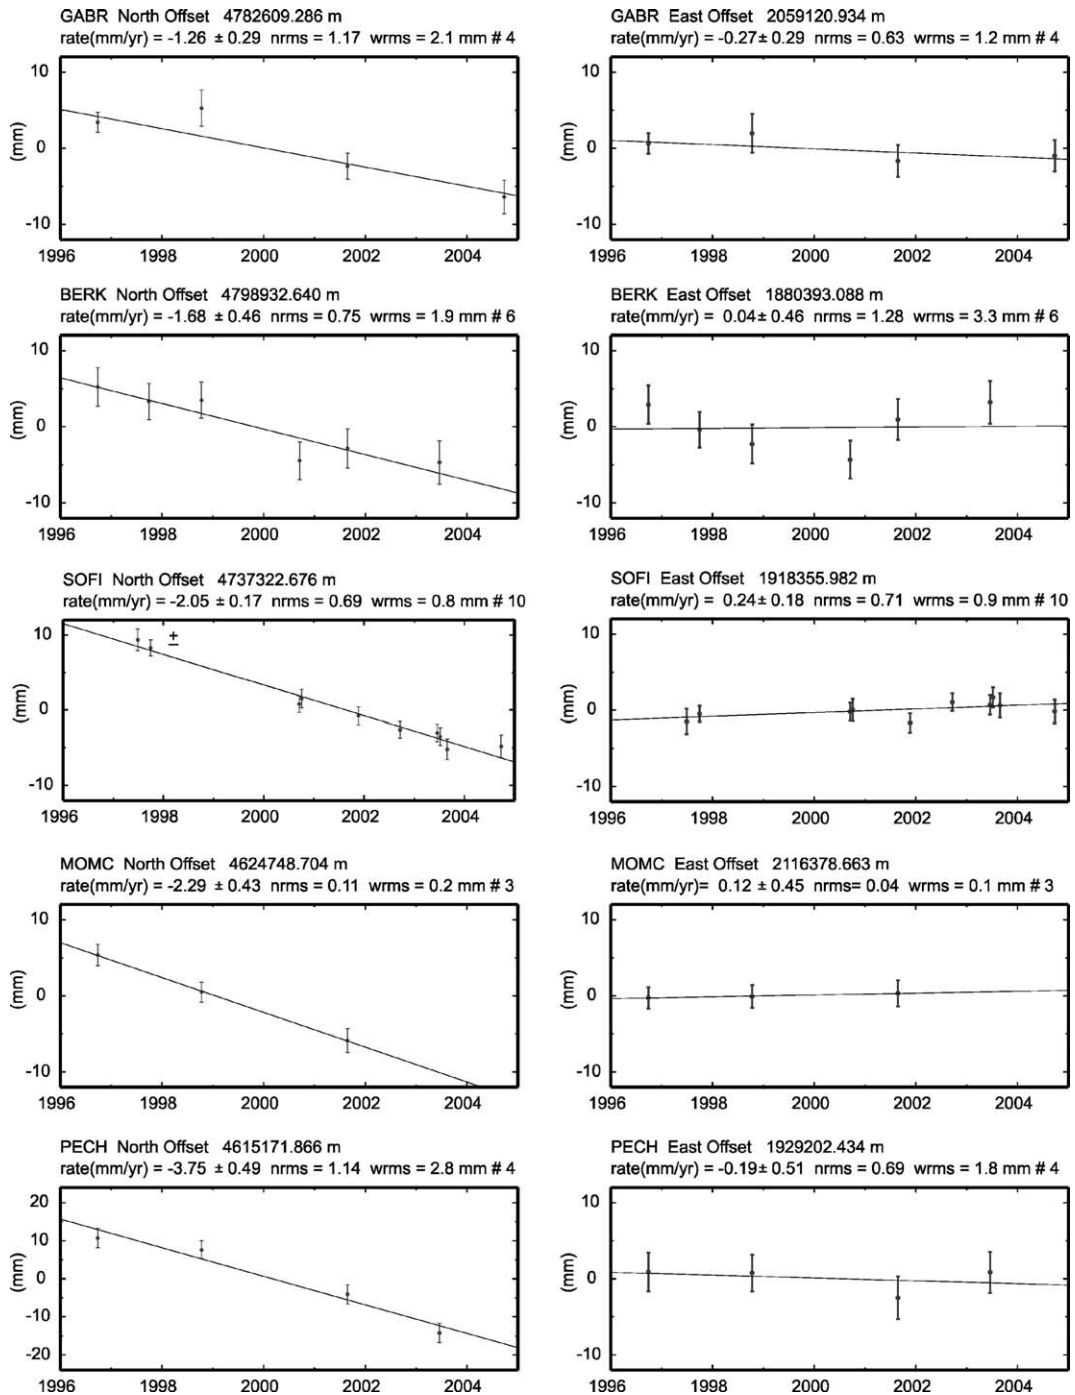 GABR North Offset 4782609.286 m
rate(mm/yr) = -1.26 ± 0.29 nrms = 1.17 wrms = 2.1 mm # 4
10
0
-10
(mm)
1996 1998 2000 2002 2004
GABR East Offset 2059120.934 m
rate(mm/yr) = -0.27± 0.29 nrms = 0.63 wrms = 1.2 mm # 4
10
0
-10
(mm)
1996 1998 2000 2002 2004
BERK North Offset 4798932.640 m
rate(mm/yr) = -1.68 ± 0.46 nrms = 0.75 wrms = 1.9 mm # 6
10
0
-10
(mm)
1996 1998 2000 2002 2004
BERK East Offset 1880393.088 m
rate(mm/yr) = 0.04± 0.46 nrms = 1.28 wrms = 3.3 mm # 6
10
0
-10
(mm)
1996 1998 2000 2002 2004
SOFI North Offset 4737322.676 m
rate(mm/yr) = -2.05 ± 0.17 nrms = 0.69 wrms = 0.8 mm # 10
±
10
0
-10
(mm)
1996 1998 2000 2002 2004
SOFI East Offset 1918355.982 m
rate(mm/yr) = 0.24± 0.18 nrms = 0.71 wrms = 0.9 mm # 10
10
0
-10
(mm)
1996 1998 2000 2002 2004
MOMC North Offset 4624748.704 m
rate(mm/yr) = -2.29 ± 0.43 nrms = 0.11 wrms = 0.2 mm # 3
10
0
-10
(mm)
1996 1998 2000 2002 2004
MOMC East Offset 2116378.663 m
rate(mm/yr)= 0.12 ± 0.45 nrms= 0.04 wrms = 0.1 mm # 3
10
0
-10
(mm)
1996 1998 2000 2002 2004
PECH North Offset 4615171.866 m
rate(mm/yr) = -3.75 ± 0.49 nrms = 1.14 wrms = 2.8 mm # 4
20
10
0
-10
-20
(mm)
1996 1998 2000 2002 2004
PECH East Offset 1929202.434 m
rate(mm/yr) = -0.19± 0.51 nrms = 0.69 wrms = 1.8 mm # 4
10
0
-10
(mm)
1996 1998 2000 2002 2004